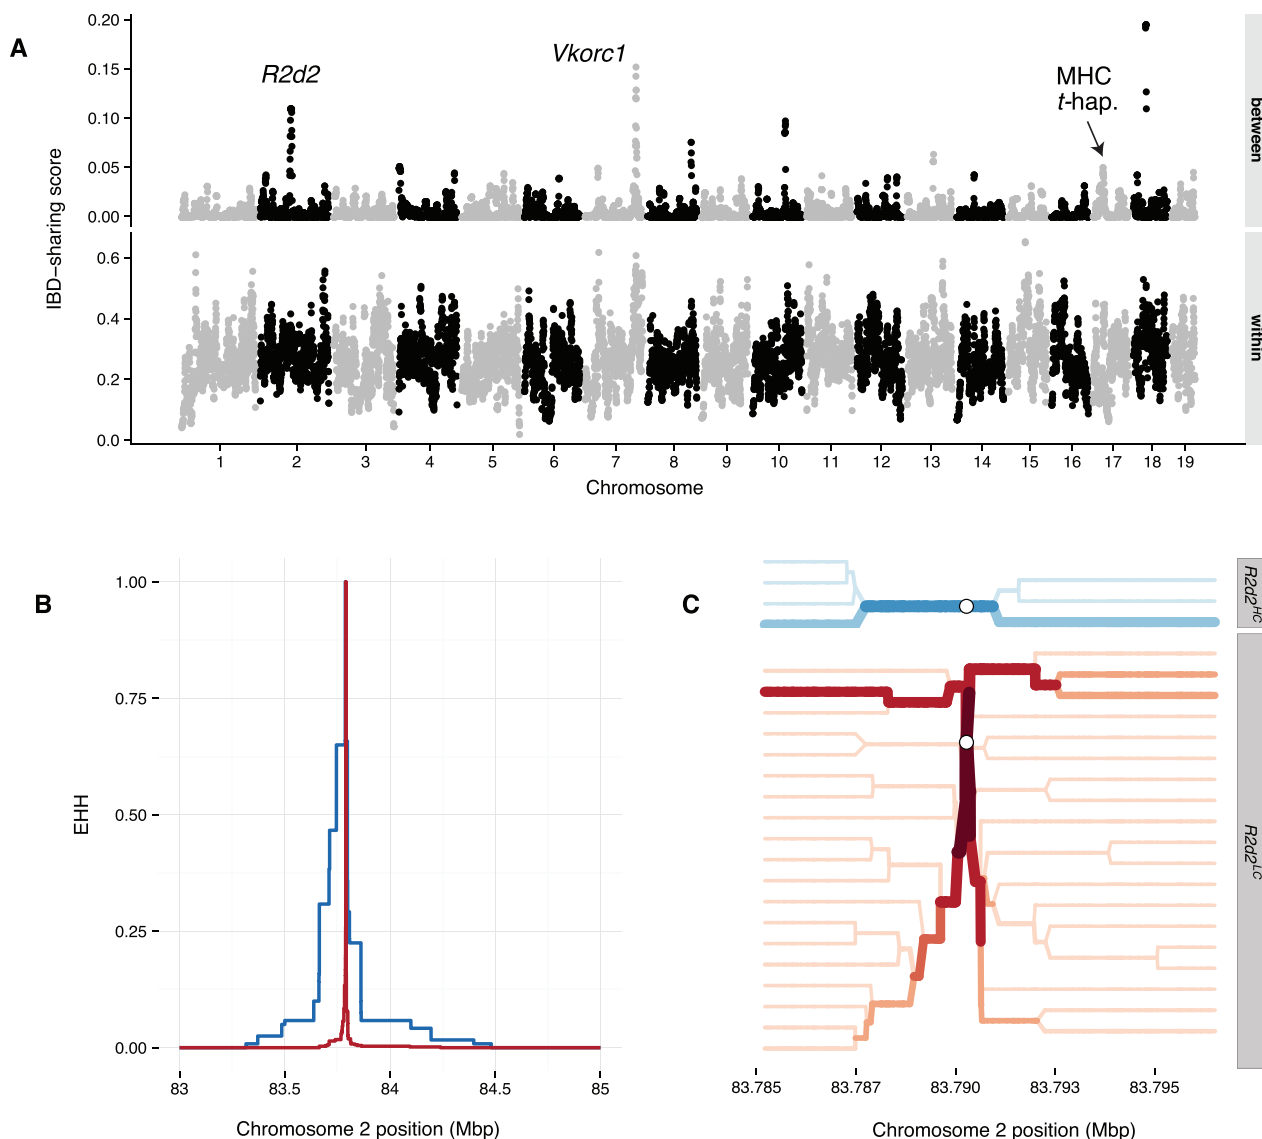 A
0.20
0.15
0.10
0.05
0.00
R2d2
Vkorc1
MHC
t-hap.
between
IBD−sharing score
0.6
0.4
0.2
0.0
within
1 2 3 4 5 6 7 8 9 10 11 12 13 14 16 17 18 19
Chromosome
B
1.00
0.75
0.50
0.25
0.00
EHH
83 83.5 84 84.5 85
Chromosome 2 position (Mbp)
C
R2d2HC
R2d2LC
83.785 83.787 83.790 83.793 83.795
Chromosome 2 position (Mbp)